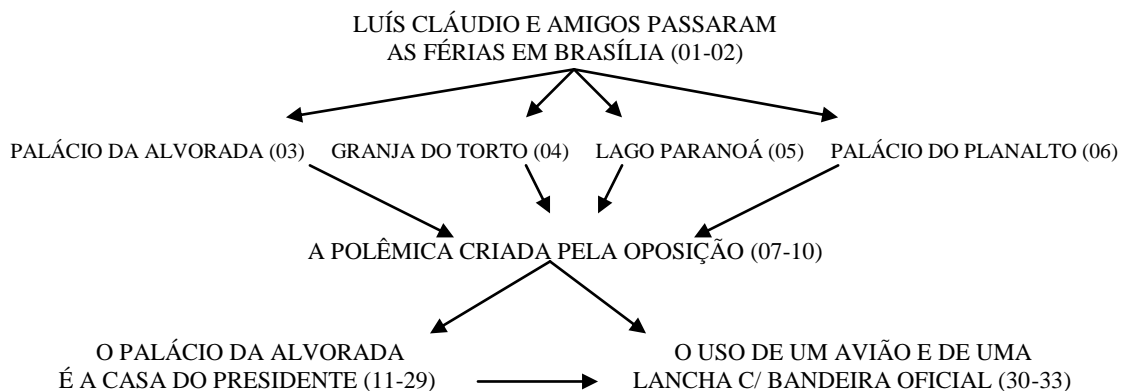 LUÍS CLÁUDIO E AMIGOS PASSARAM
AS FÉRIAS EM BRASÍLIA (01-02)
PALÁCIO DA ALVORADA (03) GRANJA DO TORTO (04) LAGO PARANOÁ (05) PALÁCIO DO PLANALTO (06)
A POLÊMICA CRIADA PELA OPOSIÇÃO (07-10)
O PALÁCIO DA ALVORADA
É A CASA DO PRESIDENTE (11-29)
O USO DE UM AVIÃO E DE UMA
LANCHA C/ BANDEIRA OFICIAL (30-33)